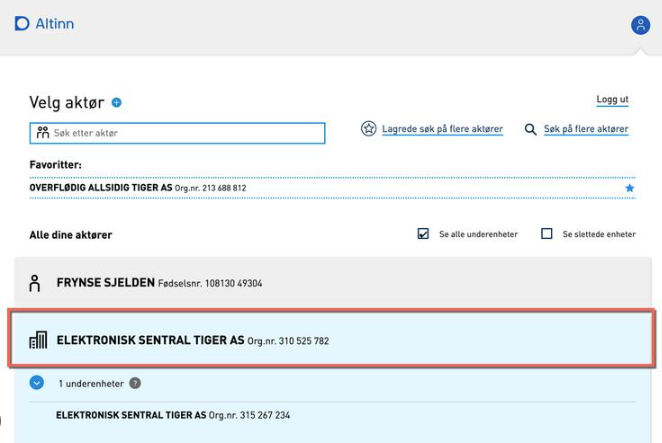 Altinn
Velg aktør
Logg ut
Søk etter aktør
Lagrede søk på flere aktører
Søk på flere aktører
Favoritter:
OVERFLØDIG ALLSIDIG TIGER AS Org.nr. 213 688 812
Alle dine aktører
Se alle underenheter
Se slettede enheter
FRYNSE SJELDEN Fødselsnr. 108130 49304
ELEKTRONISK SENTRAL TIGER AS Org.nr. 310 525 782
1 underenheter ?
ELEKTRONISK SENTRAL TIGER AS Org.nr. 315 267 234